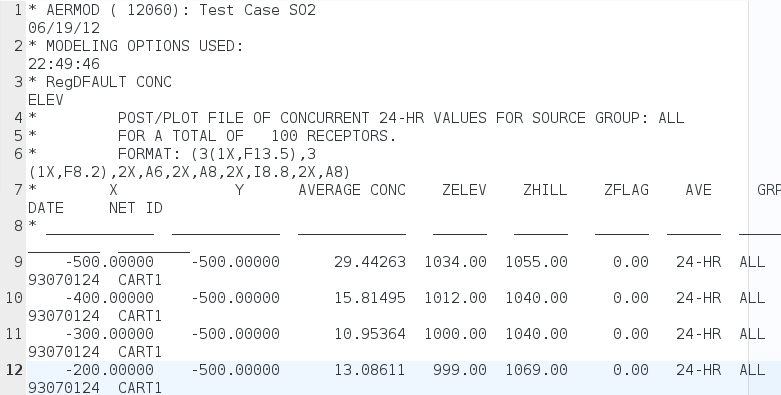 1 * AERMOD ( 12060): Test Case SO2
06/19/12
2 * MODELING OPTIONS USED:
22:49:46
3 * RegDFAULT CONC
ELEV
4 * POST/PLOT FILE OF CONCURRENT 24-HR VALUES FOR SOURCE GROUP: ALL
5 * FOR A TOTAL OF 100 RECEPTORS.
6 * FORMAT: (3(1X,F13.5),3
(1X,F8.2),2X,A6,2X,A8,2X,I8.8,2X,A8)
7 * X Y AVERAGE CONC ZELEV ZHILL ZFLAG AVE GRP
DATE NET ID
8 * ____________ ____________ ____________ ______ ______ ______ ______ ________
________ ________
9 -500.00000 -500.00000 29.44263 1034.00 1055.00 0.00 24-HR ALL
93070124 CART1
10 -400.00000 -500.00000 15.81495 1012.00 1040.00 0.00 24-HR ALL
93070124 CART1
11 -300.00000 -500.00000 10.95364 1000.00 1040.00 0.00 24-HR ALL
93070124 CART1
12 -200.00000 -500.00000 13.08611 999.00 1069.00 0.00 24-HR ALL
93070124 CART1